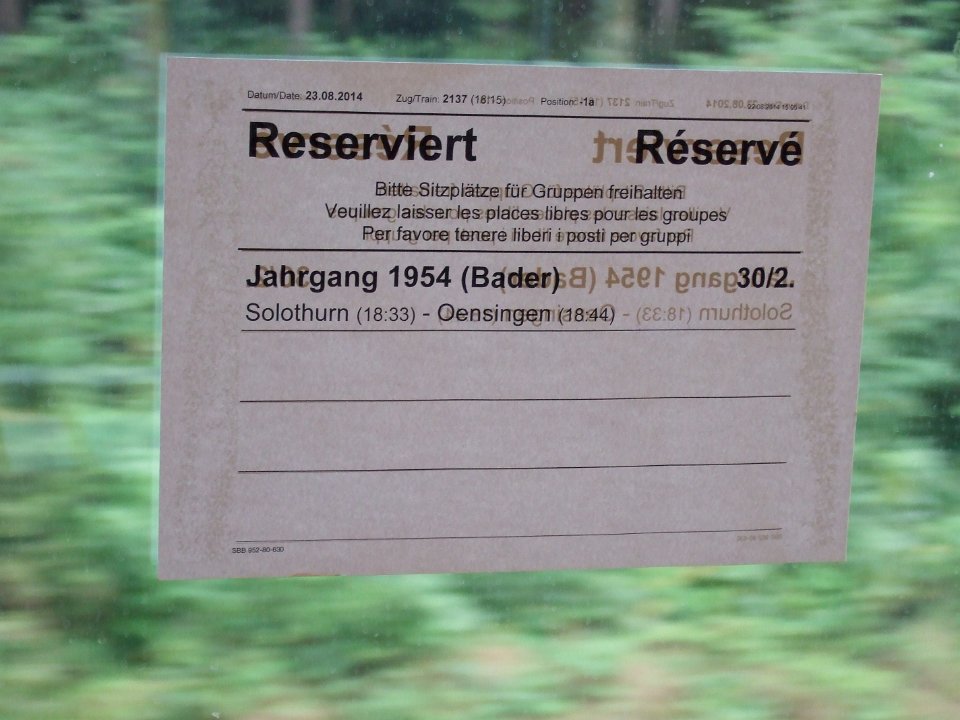 Datum/Date: 23.08.2014 Zug/Train: 2137 (18:15) Position: -1a
Reserviert Réservé
Bitte Sitzplätze für Gruppen freihalten
Veuillez laisser les places libres pour les groupes
Per favore tenere liberi i posti per gruppi
Jahrgang 1954 (Bader) 30/2.
Solothurn (18:33) - Oensingen (18:44)
SBB 952-80-630